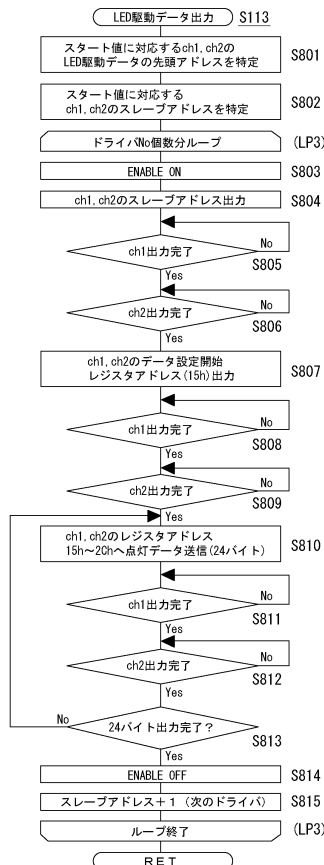 LED駆動データ出力 S113
スタート値に対応するch1,ch2の
LED駆動データの先頭アドレスを特定
S801
スタート値に対応する
ch1,ch2のスレーブアドレスを特定
S802
ドライバNo個数分ループ (LP3)
ENABLE ON S803
ch1,ch2のスレーブアドレス出力 S804
ch1出力完了 No
S805
Yes
ch2出力完了 No
S806
Yes
ch1,ch2のデータ設定開始
レジスタアドレス(15h)出力
S807
ch1出力完了 No
S808
Yes
ch2出力完了 No
S809
Yes
ch1,ch2のレジスタアドレス
15h～2Chへ点灯データ送信(24バイト)
S810
ch1出力完了 No
S811
Yes
ch2出力完了 No
S812
Yes
No 24バイト出力完了？
S813
Yes
ENABLE OFF S814
スレーブアドレス＋1 (次のドライバ) S815
ループ終了 (LP3)
RET